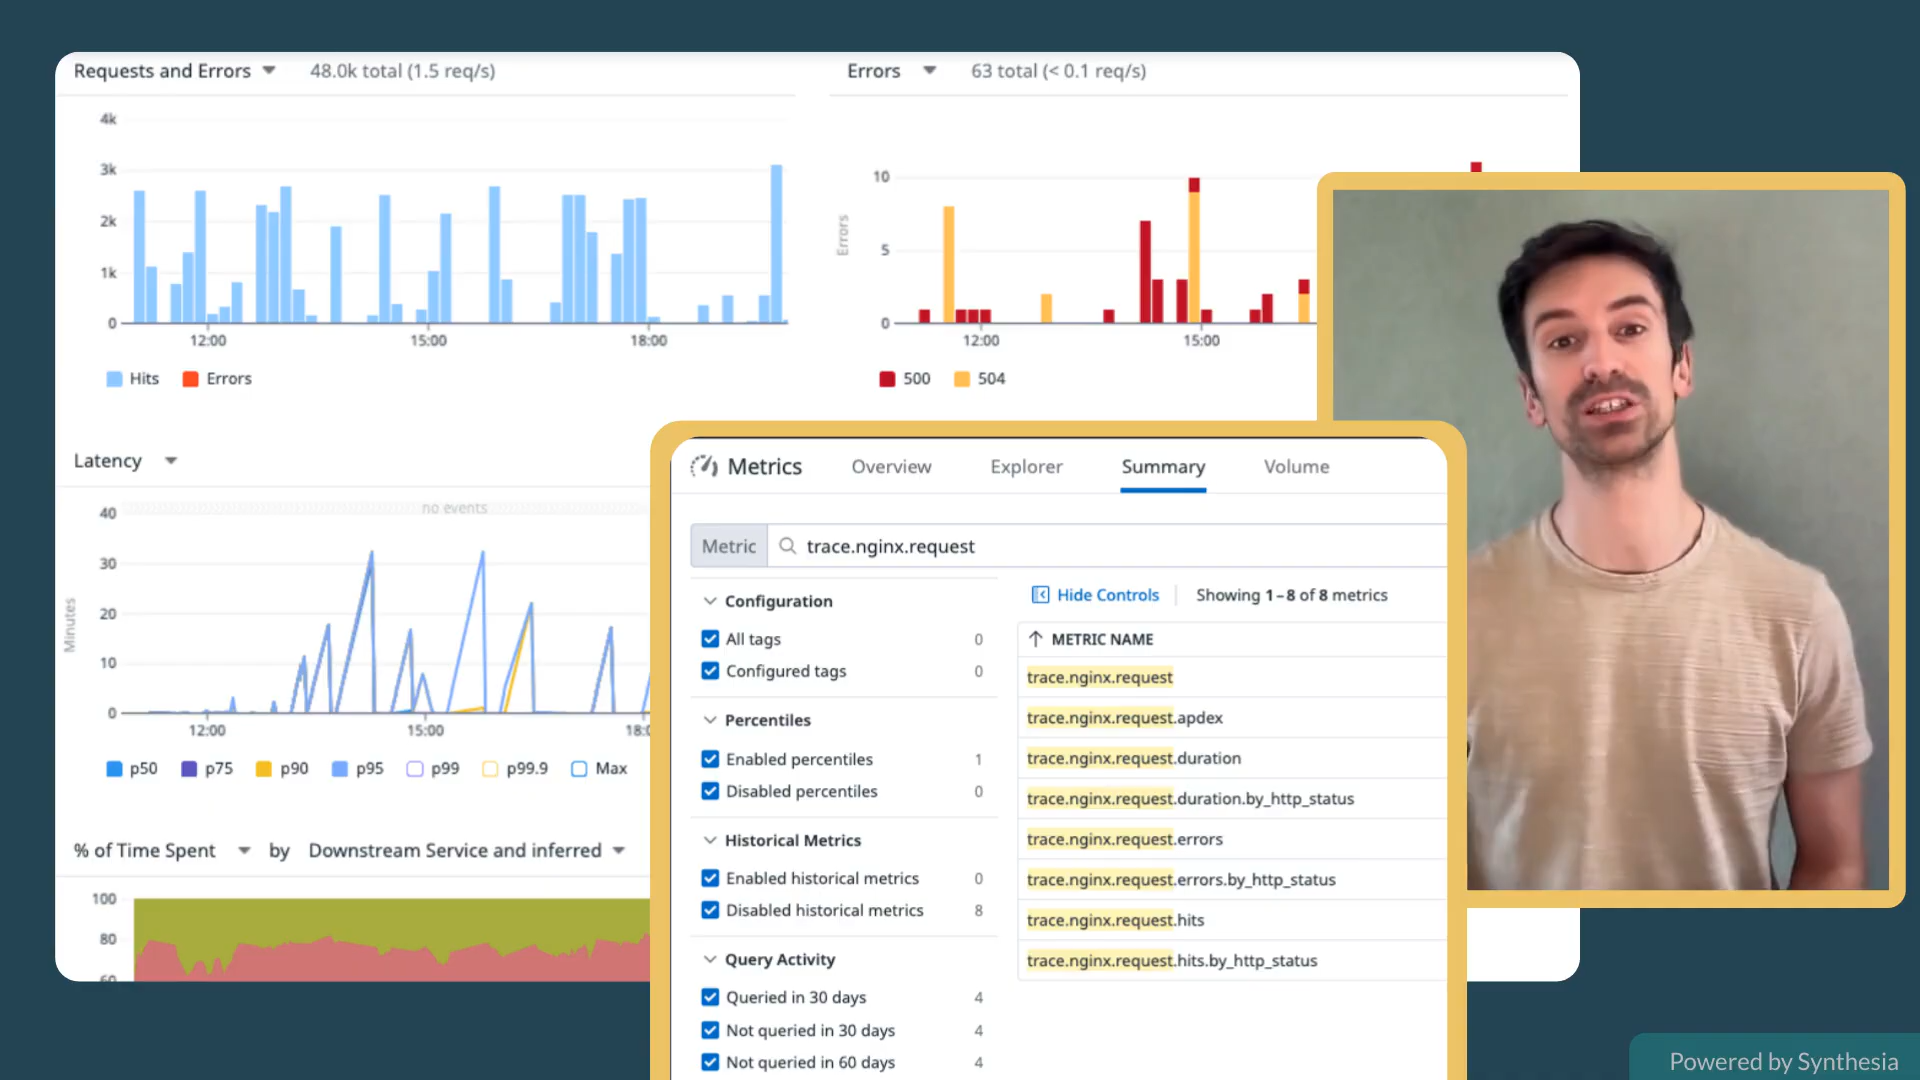 Requests and Errors 48.0k total (1.5 req/s)
4k
3k
2k
1k
0
12:00 15:00 18:00
Hits Errors
Errors 63 total (< 0.1 req/s)
Errors
10
5
0
12:00 15:00
500 504
Latency
no events
Minutes
40
30
20
10
0
12:00 15:00
p50 p75 p90 p95 p99 p99.9 Max
% of Time Spent by Downstream Service and inferred
100
80
60
Metrics Overview Explorer Summary Volume
Metric trace.nginx.request
Configuration
All tags 0
Configured tags 0
Percentiles
Enabled percentiles 1
Disabled percentiles 0
Historical Metrics
Enabled historical metrics 0
Disabled historical metrics 8
Query Activity
Queried in 30 days 4
Not queried in 30 days 4
Not queried in 60 days 4
Hide Controls Showing 1–8 of 8 metrics
METRIC NAME
trace.nginx.request
trace.nginx.request.apdex
trace.nginx.request.duration
trace.nginx.request.duration.by_http_status
trace.nginx.request.errors
trace.nginx.request.errors.by_http_status
trace.nginx.request.hits
trace.nginx.request.hits.by_http_status
Powered by Synthesia